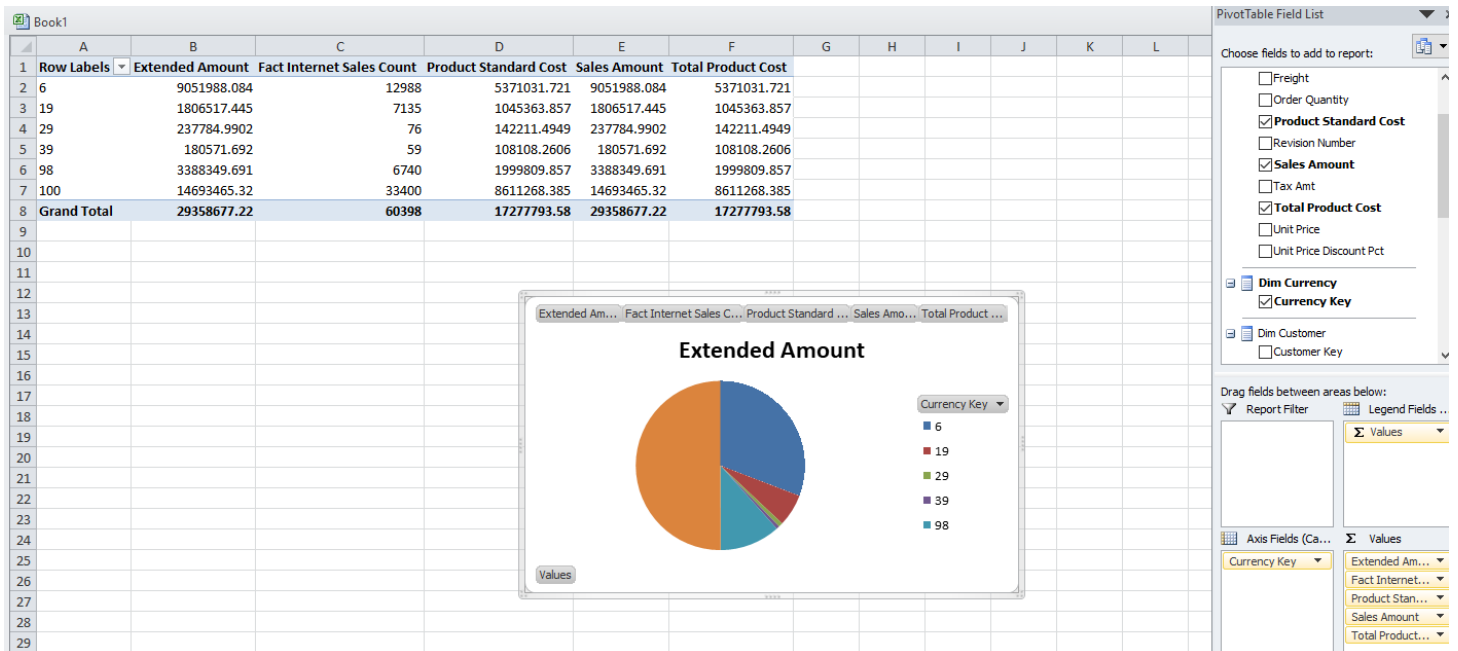 Book1
A B C D E F G H I J K L
1 Row Labels Extended Amount Fact Internet Sales Count Product Standard Cost Sales Amount Total Product Cost
2 6 9051988.084 12988 5371031.721 9051988.084 5371031.721
3 19 1806517.445 7135 1045363.857 1806517.445 1045363.857
4 29 237784.9902 76 142211.4949 237784.9902 142211.4949
5 39 180571.692 59 108108.2606 180571.692 108108.2606
6 98 3388349.691 6740 1999809.857 3388349.691 1999809.857
7 100 14693465.32 33400 8611268.385 14693465.32 8611268.385
8 Grand Total 29358677.22 60398 17277793.58 29358677.22 17277793.58
9
10
11
12
13
14
15
16
17
18
19
20
21
22
23
24
25
26
27
28
29
Extended Am... Fact Internet Sales C... Product Standard ... Sales Amo... Total Product ...
Extended Amount
Currency Key
6
19
29
39
98
Values
PivotTable Field List
Choose fields to add to report:
Freight
Order Quantity
Product Standard Cost
Revision Number
Sales Amount
Tax Amt
Total Product Cost
Unit Price
Unit Price Discount Pct
Dim Currency
Currency Key
Dim Customer
Customer Key
Drag fields between areas below:
Report Filter Legend Fields ...
Σ Values
Axis Fields (Ca... Σ Values
Currency Key Extended Am...
Fact Internet...
Product Stan...
Sales Amount
Total Product...